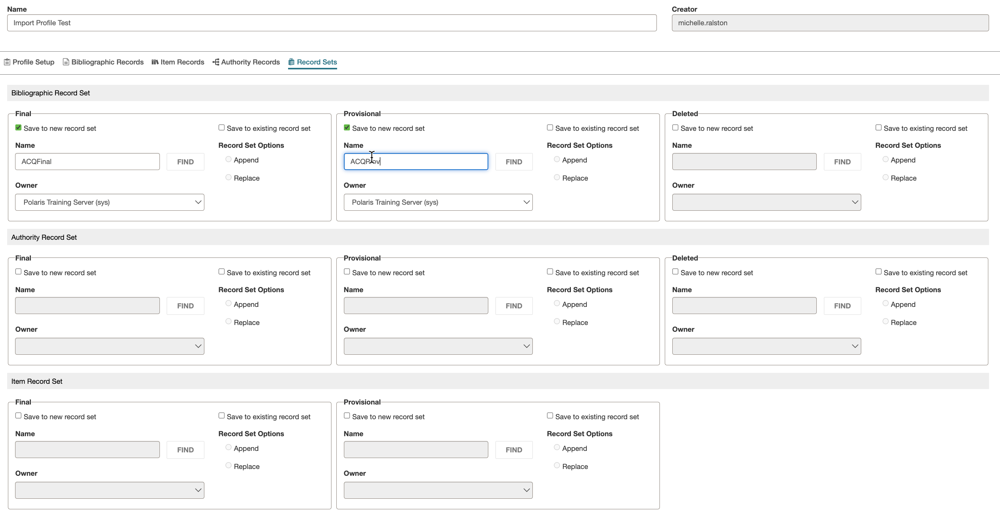 Name
Creator
Import Profile Test
michelle.ralston
Profile Setup Bibliographic Records Item Records Authority Records Record Sets
Bibliographic Record Set
Final
Save to new record set Save to existing record set
Name Record Set Options
ACQFinal FIND Append
Replace
Owner
Polaris Training Server (sys)
Provisional
Save to new record set Save to existing record set
Name Record Set Options
ACQProv FIND Append
Replace
Owner
Polaris Training Server (sys)
Deleted
Save to new record set Save to existing record set
Name Record Set Options
FIND Append
Replace
Owner
Authority Record Set
Final
Save to new record set Save to existing record set
Name Record Set Options
FIND Append
Replace
Owner
Provisional
Save to new record set Save to existing record set
Name Record Set Options
FIND Append
Replace
Owner
Deleted
Save to new record set Save to existing record set
Name Record Set Options
FIND Append
Replace
Owner
Item Record Set
Final
Save to new record set Save to existing record set
Name Record Set Options
FIND Append
Replace
Owner
Provisional
Save to new record set Save to existing record set
Name Record Set Options
FIND Append
Replace
Owner